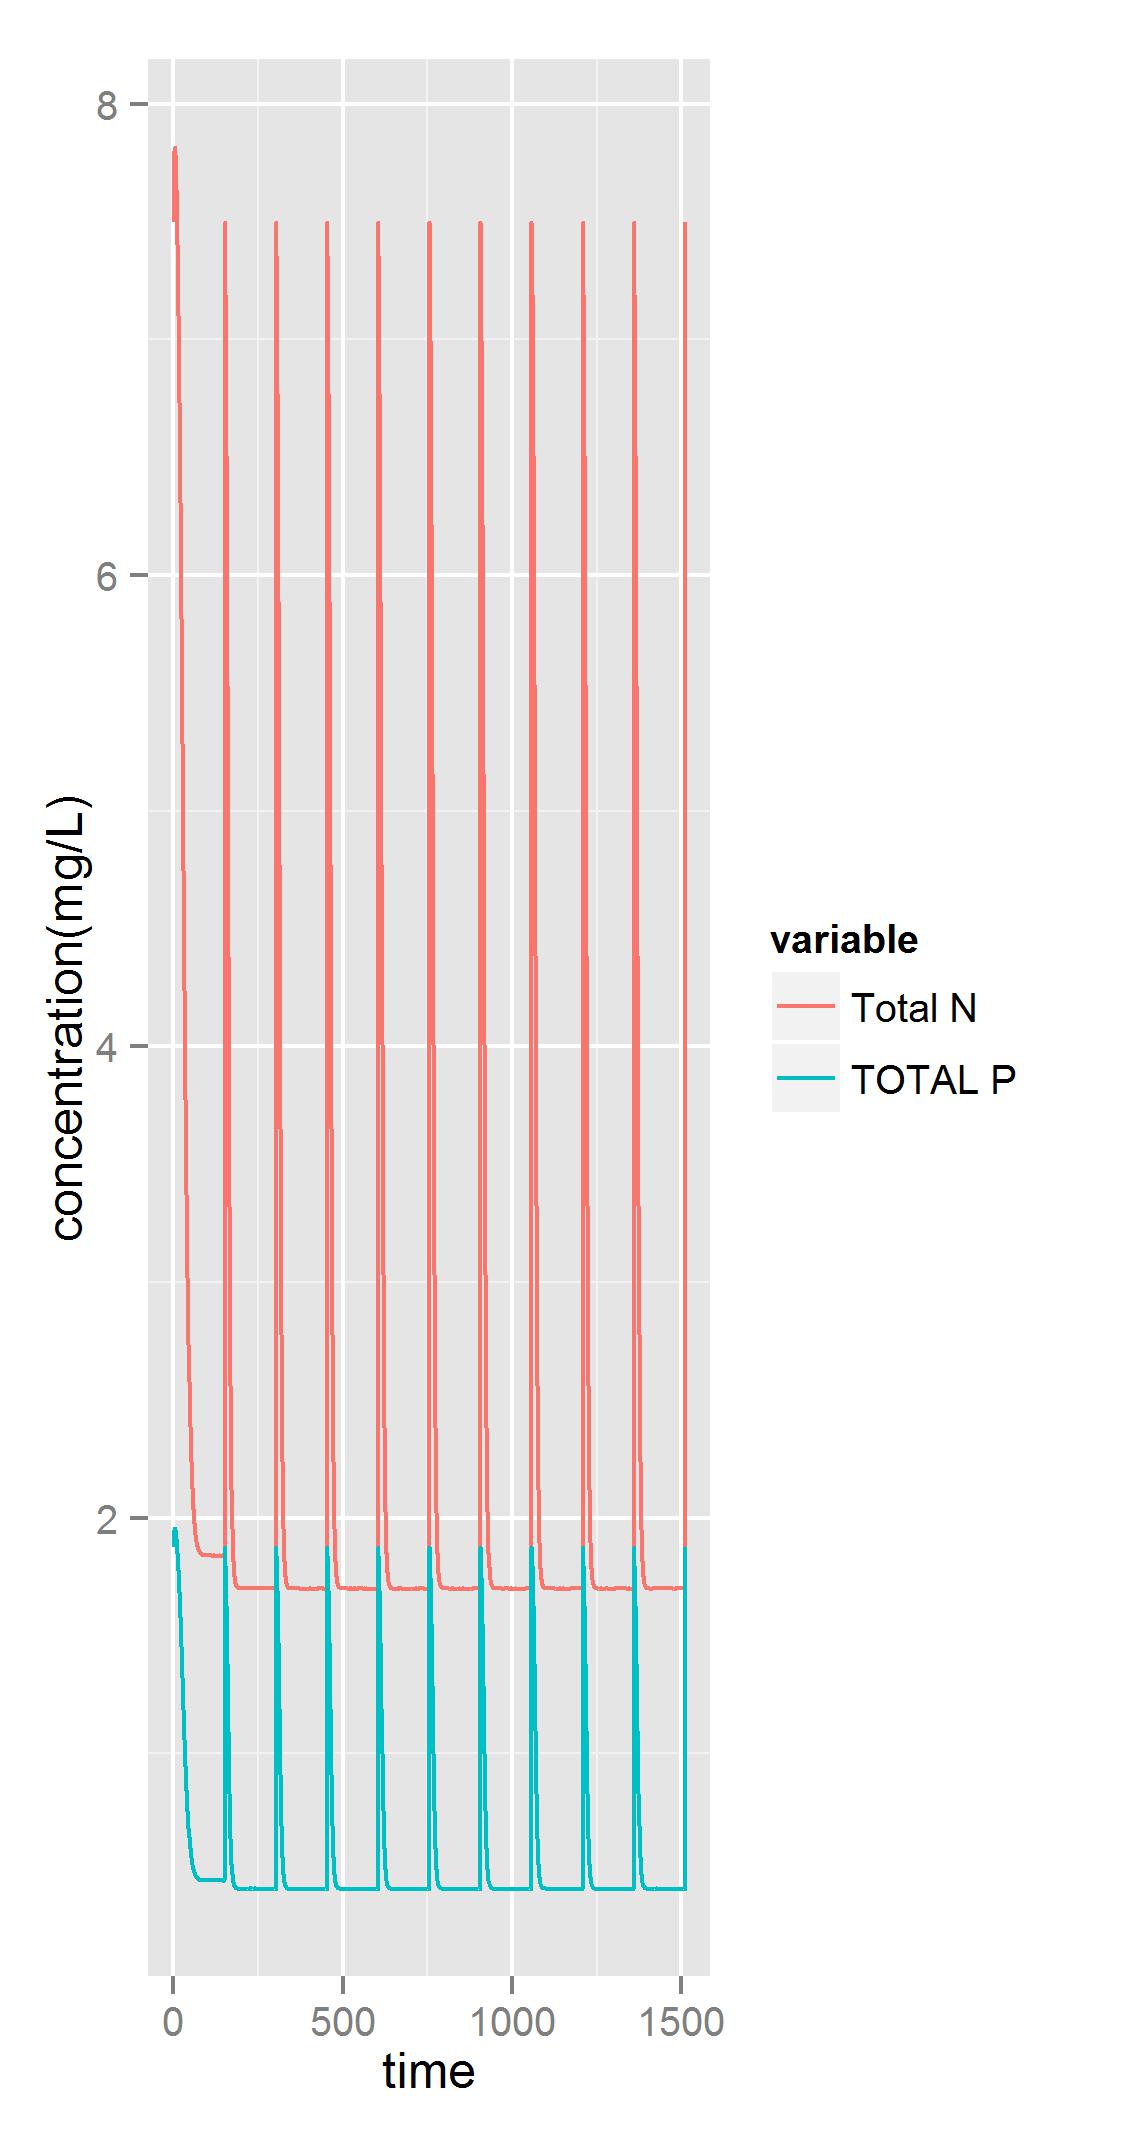 8
6
4
2
concentration(mg/L)
0 500 1000 1500
time
variable
Total N
TOTAL P